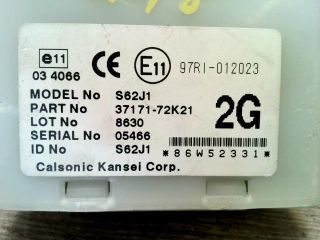 e11
03 4066
CE
E11
97RI-012023
MODEL No S62J1
PART No 37171-72K21
LOT No 8630
SERIAL No 05466
ID No S62J1
2G
*86W52331*
Calsonic Kansei Corp.